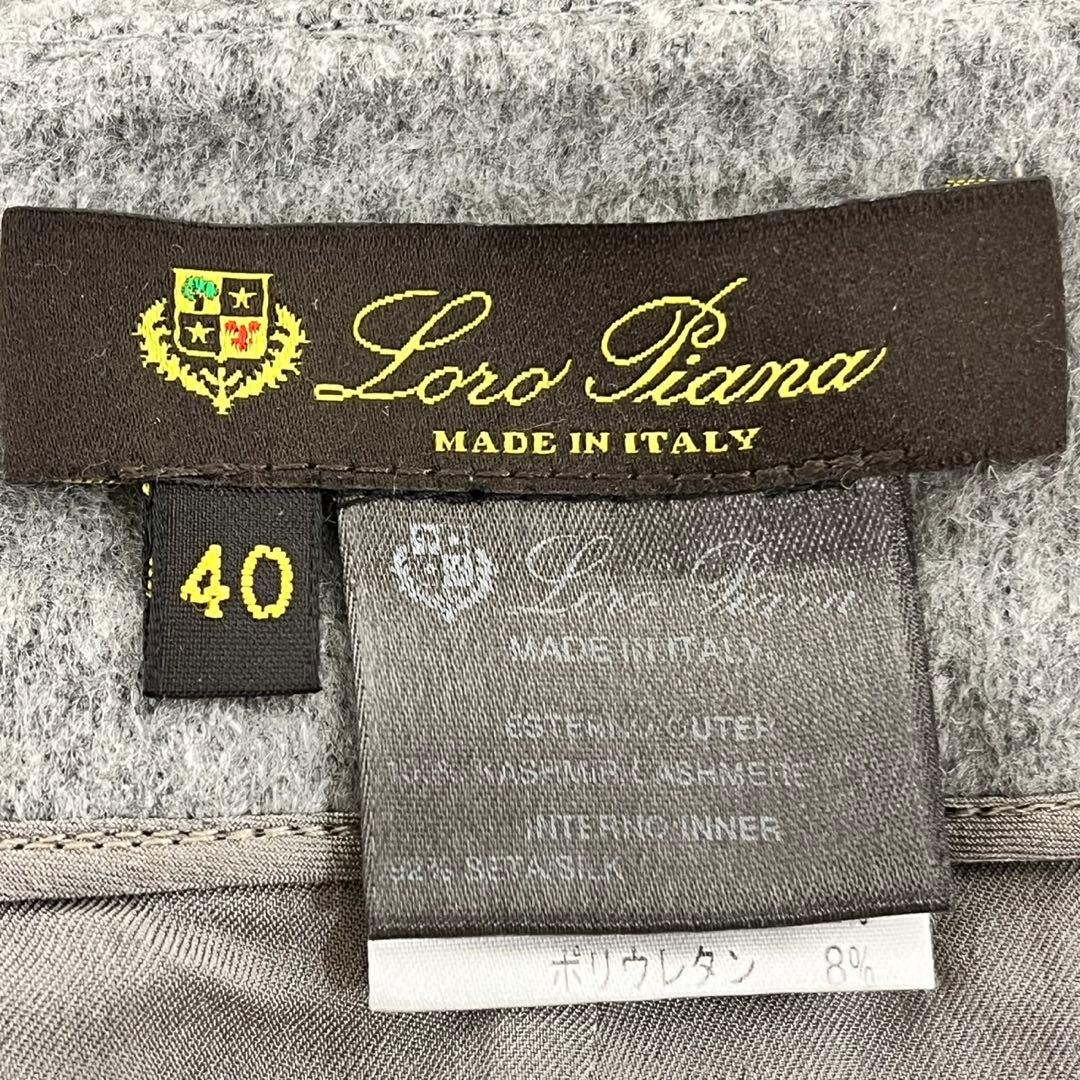 Loro Piana
MADE IN ITALY
40
Loro Piana
MADE IN ITALY
ESTERNO/OUTER
KASHMIR/CASHMERE
INTERNO/INNER
92% SETA/SILK
ポリウレタン 8%